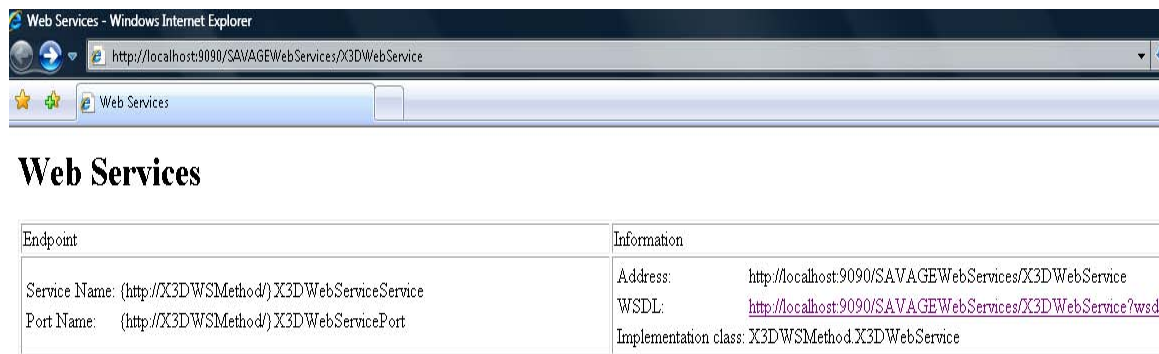 Web Services - Windows Internet Explorer
http://localhost:9090/SAVAGEWebServices/X3DWebService
Web Services
Web Services
Endpoint
Information
Service Name: {http://X3DWSMethod/}X3DWebServiceService
Port Name: {http://X3DWSMethod/}X3DWebServicePort
Address: http://localhost:9090/SAVAGEWebServices/X3DWebService
WSDL: http://localhost:9090/SAVAGEWebServices/X3DWebService?wsd
Implementation class: X3DWSMethod.X3DWebService